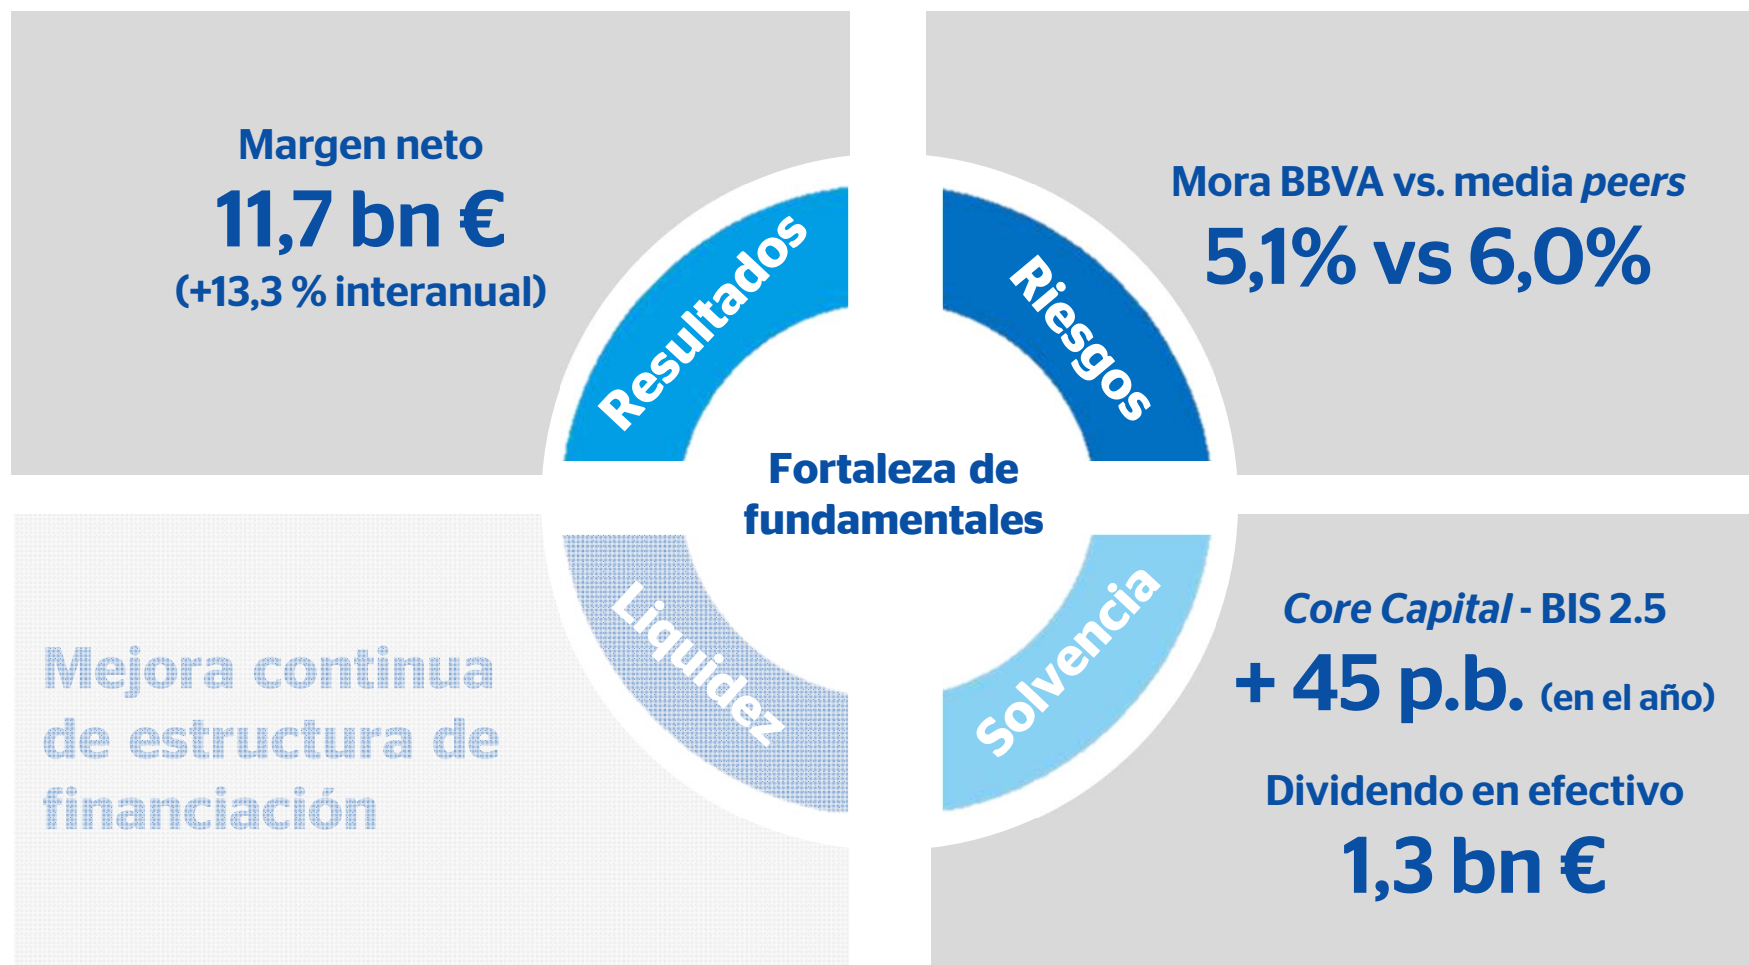 Margen neto
11,7 bn €
(+13,3 % interanual)
Resultados
Mora BBVA vs. media peers
5,1% vs 6,0%
Riesgos
Fortaleza de
fundamentales
Mejora continua
de estructura de
financiación
Liquidez
Solvencia
Core Capital - BIS 2.5
+ 45 p.b. (en el año)
Dividendo en efectivo
1,3 bn €